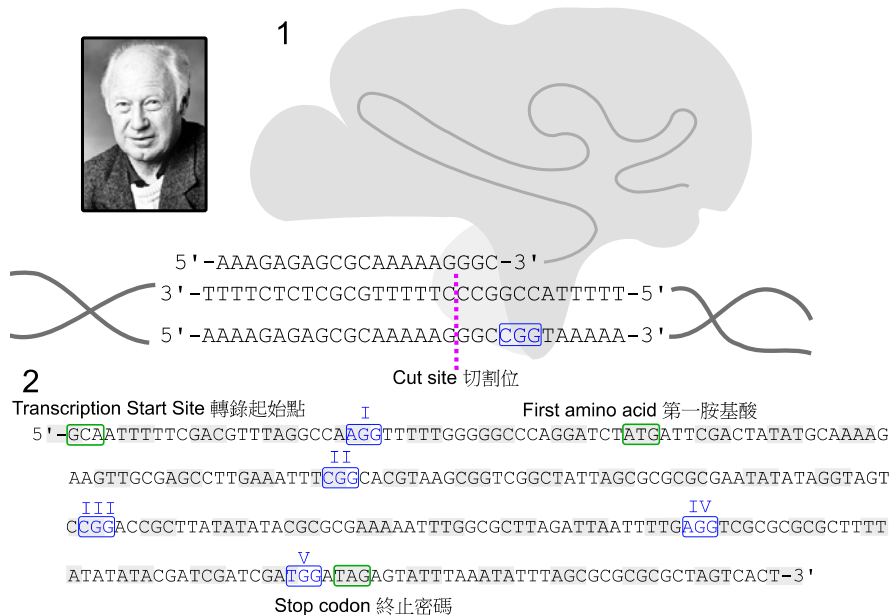 1
5'-AAAGAGAGCGCAAAAAGGGC-3'
3'-TTTTCTCTCGCGTTTTTCCCGGCCATTTTT-5'
5'-AAAAGAGAGCGCAAAAAGGGCCGGTAAAAA-3'
Cut site 切割位
2
Transcription Start Site 轉錄起始點
I
First amino acid 第一胺基酸
5'-GCAATTTTTCGACGTTTAGGCCAAGGTTTTTGGGGGCCCAGGATCTATGATTCGACTATATGCAAAAG
II
AAGTTGCGAGCCTTGAAATTTCGGCACGTAAGCGGTCGGCTATTAGCGCGCGCGAATATATAGGTAGT
III
IV
CCGGACCGCTTATATATACGCGCGAAAAATTTGGCGCTTAGATTAATTTTGAGGTCGCGCGCGCTTTT
V
ATATATACGATCGATCGATGGATAGAGTATTTAAATATTTAGCGCGCGCGCTAGTCACT-3'
Stop codon 終止密碼